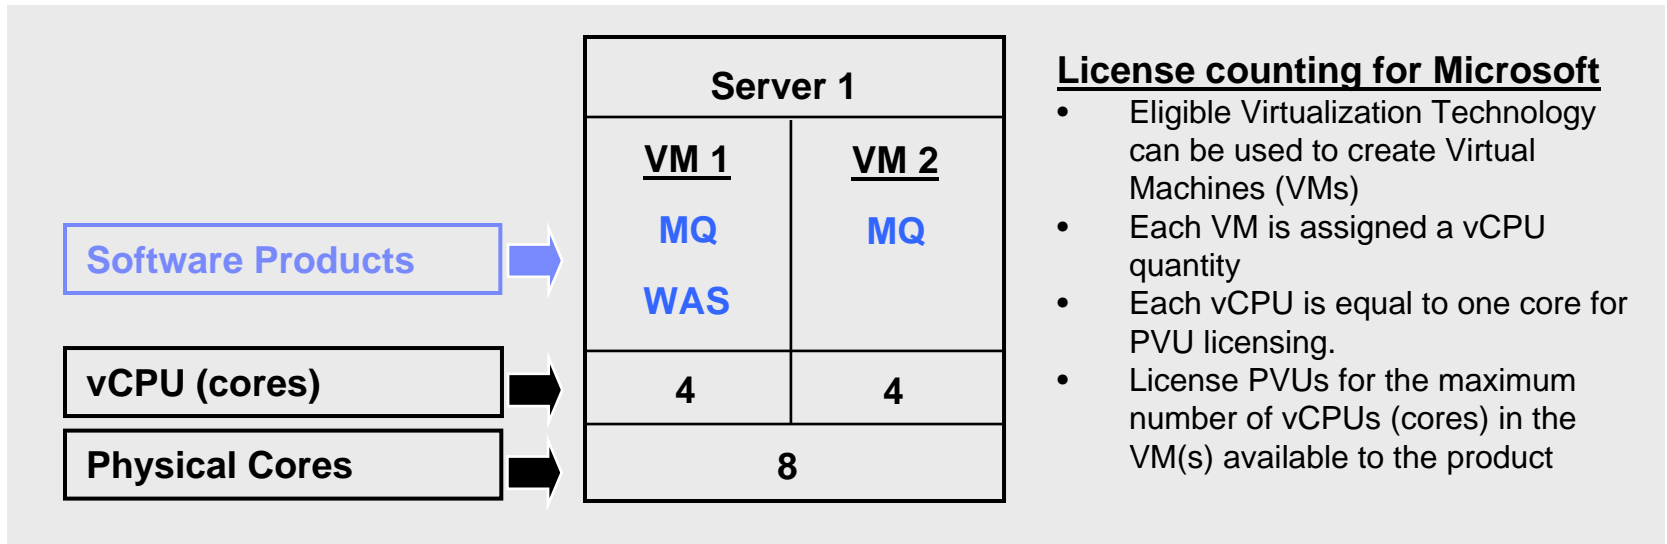 Server 1
VM 1 VM 2
MQ MQ
WAS
Software Products
vCPU (cores) 4 4
Physical Cores 8
License counting for Microsoft
• Eligible Virtualization Technology
can be used to create Virtual
Machines (VMs)
• Each VM is assigned a vCPU
quantity
• Each vCPU is equal to one core for
PVU licensing.
• License PVUs for the maximum
number of vCPUs (cores) in the
VM(s) available to the product